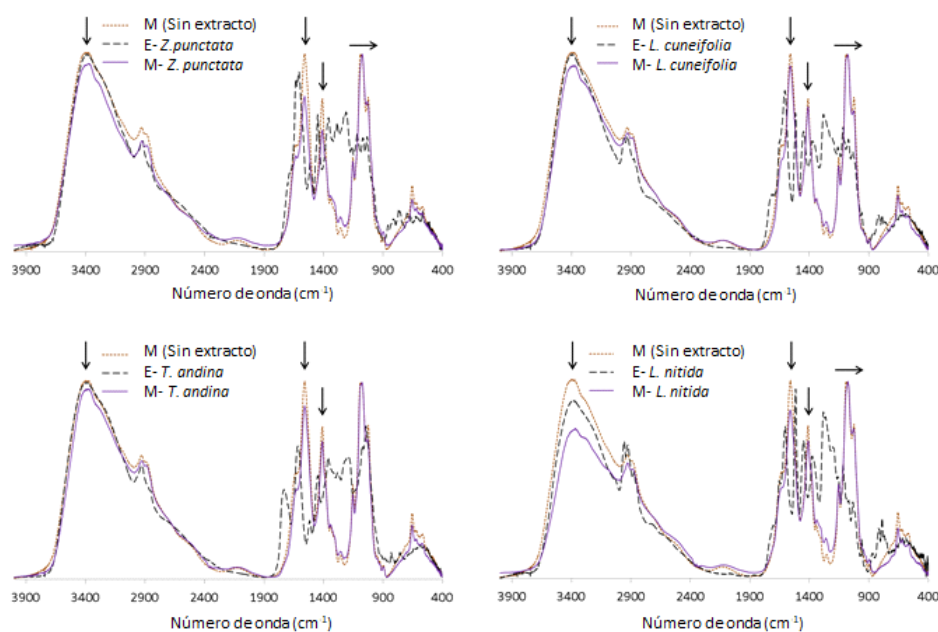 M (Sin extracto)
E- Z.punctata
M- Z. punctata
3900 3400 2900 2400 1900 1400 900 400
Número de onda (cm-1)
M (Sin extracto)
E- L. cuneifolia
M- L. cuneifolia
3900 3400 2900 2400 1900 1400 900 400
Número de onda (cm-1)
M (Sin extracto)
E- T. andina
M- T. andina
3900 3400 2900 2400 1900 1400 900 400
Número de onda (cm-1)
M (Sin extracto)
E- L. nitida
M- L. nitida
3900 3400 2900 2400 1900 1400 900 400
Número de onda (cm-1)